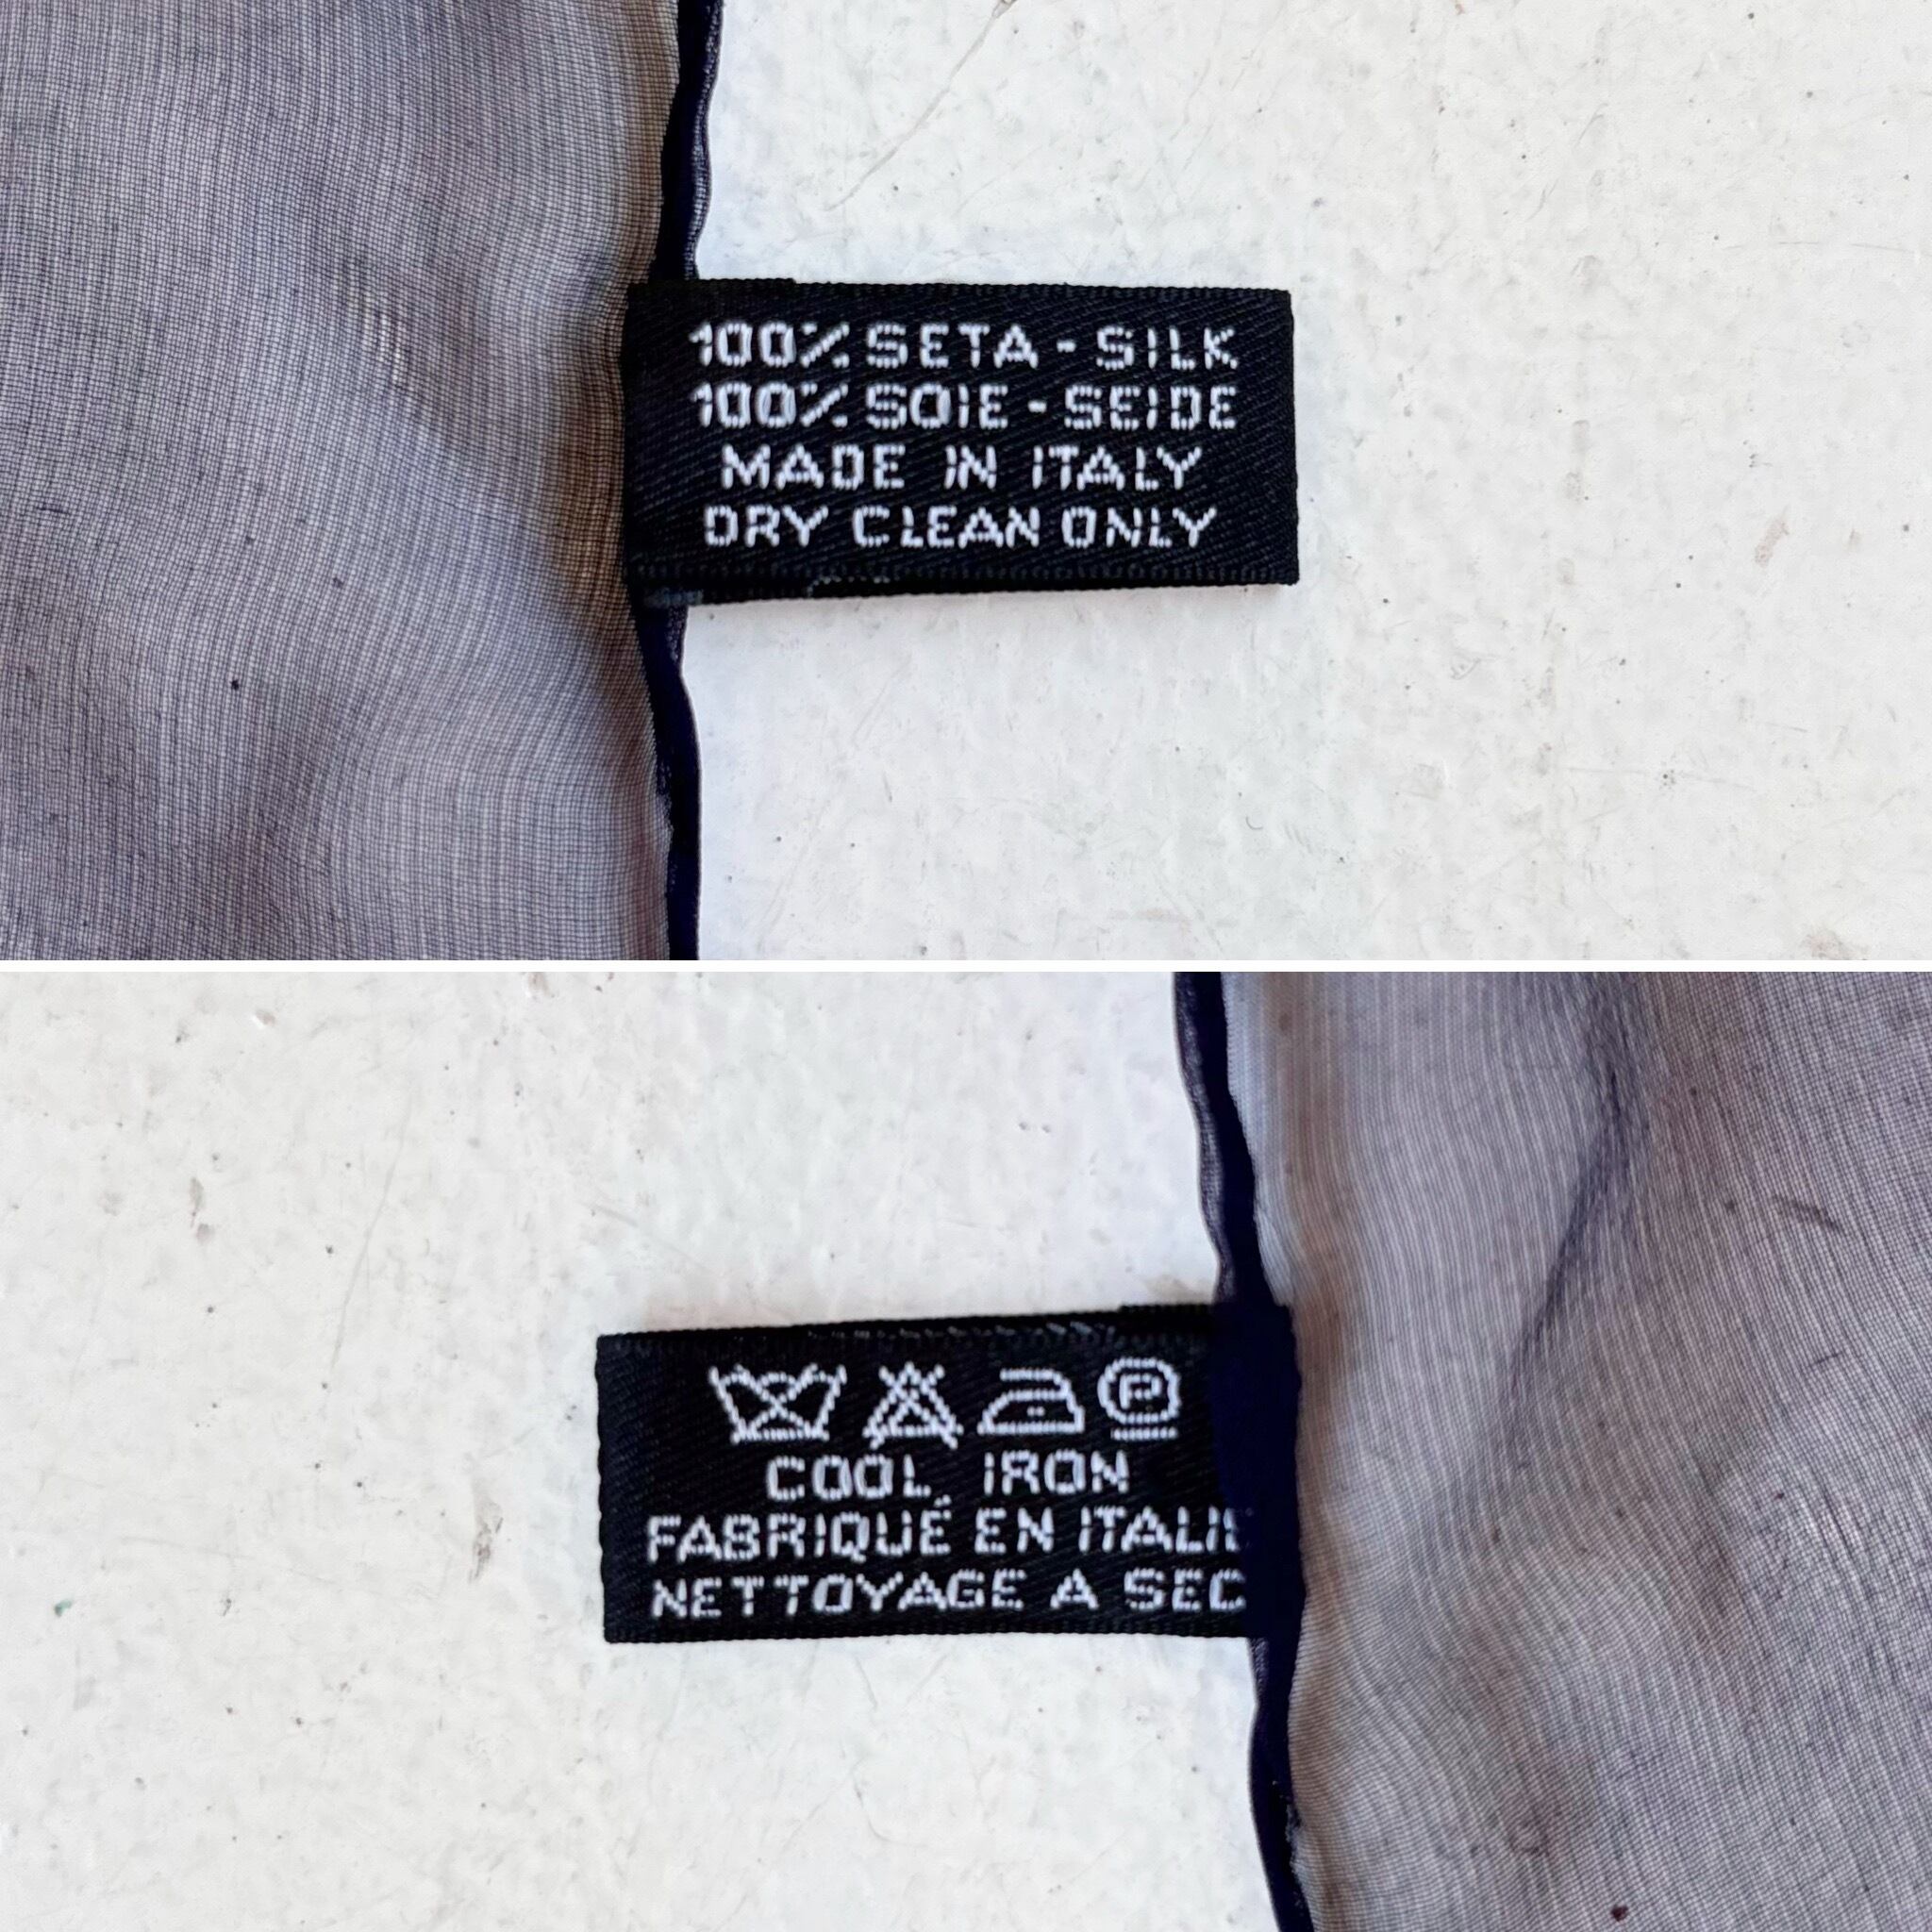 100% SETA - SILK
100% SOIE - SEIDE
MADE IN ITALY
DRY CLEAN ONLY
P
COOL IRON
FABRIQUÉ EN ITALIE
NETTOYAGE A SEC